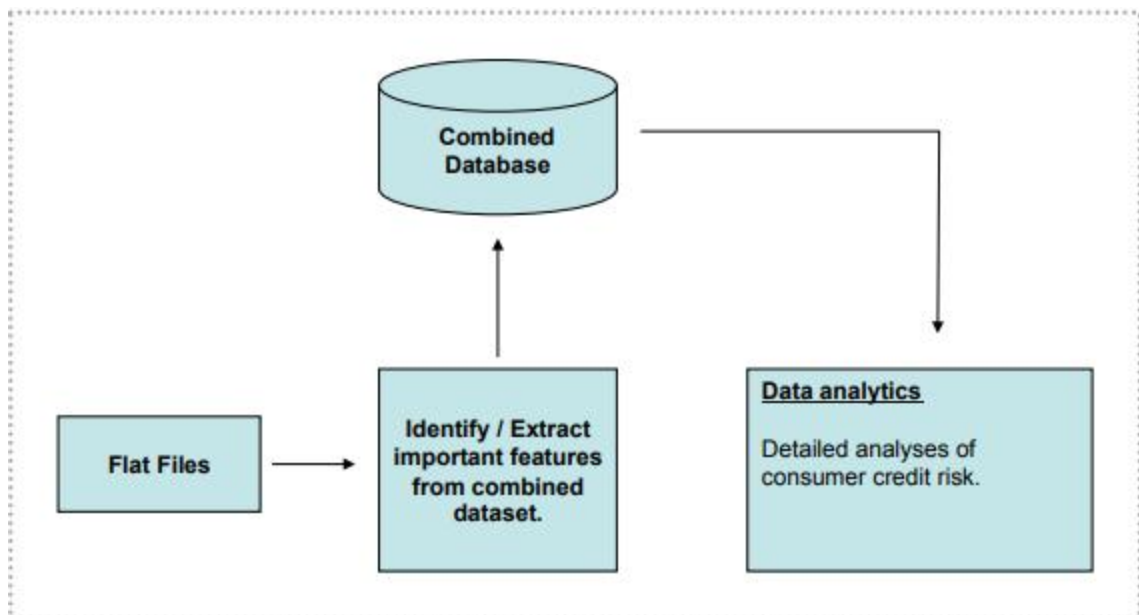 Combined
Database
Flat Files
Identify / Extract
important features
from combined
dataset.
Data analytics
Detailed analyses of
consumer credit risk.